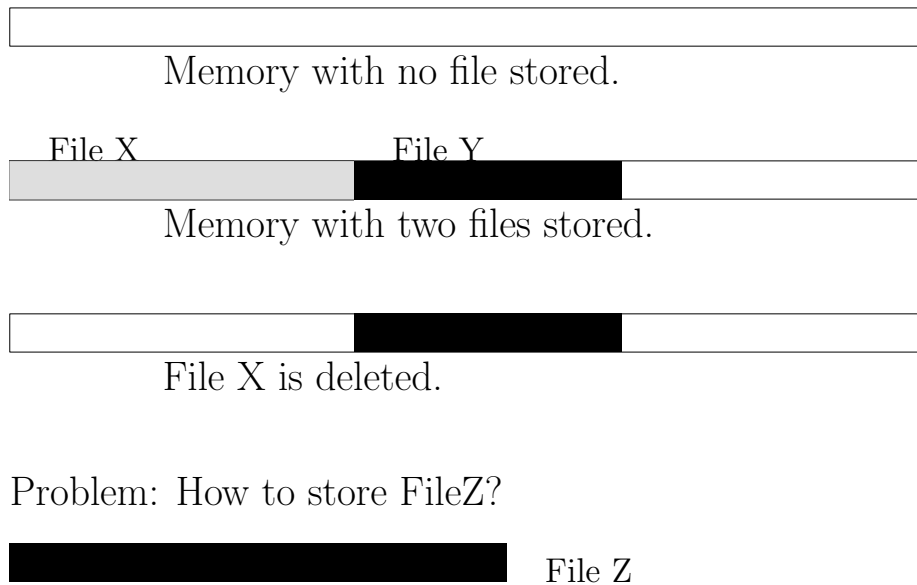 Memory with no file stored.
File X File Y
Memory with two files stored.
File X is deleted.
Problem: How to store FileZ?
File Z